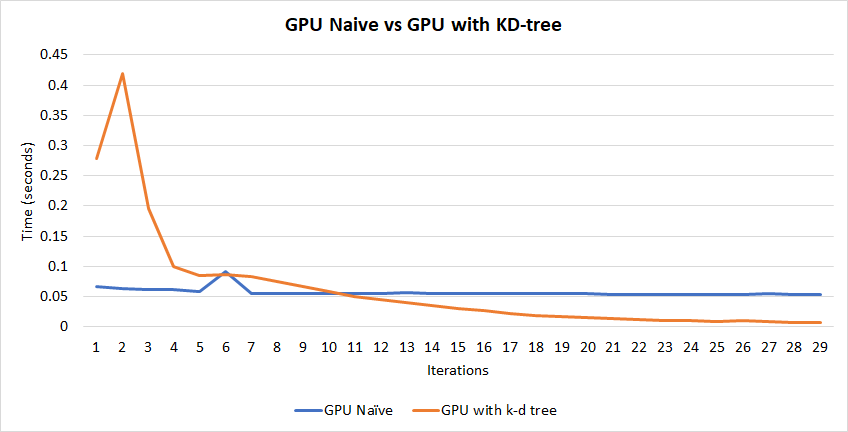 GPU Naive vs GPU with KD-tree
0.45
0.4
0.35
0.3
0.25
0.2
0.15
0.1
0.05
0
Time (seconds)
1 2 3 4 5 6 7 8 9 10 11 12 13 14 15 16 17 18 19 20 21 22 23 24 25 26 27 28 29
Iterations
GPU Naïve GPU with k-d tree